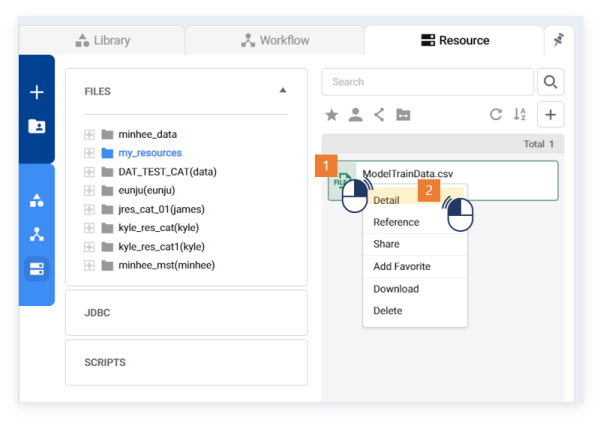 Library
Workflow
Resource
FILES
minhee_data
my_resources
DAT_TEST_CAT(data)
eunju(eunju)
jres_cat_01(james)
kyle_res_cat(kyle)
kyle_res_cat1(kyle)
minhee_mst(minhee)
JDBC
SCRIPTS
Search
Total 1
1
FILE
ModelTrainData.csv
Detail
2
Reference
Share
Add Favorite
Download
Delete